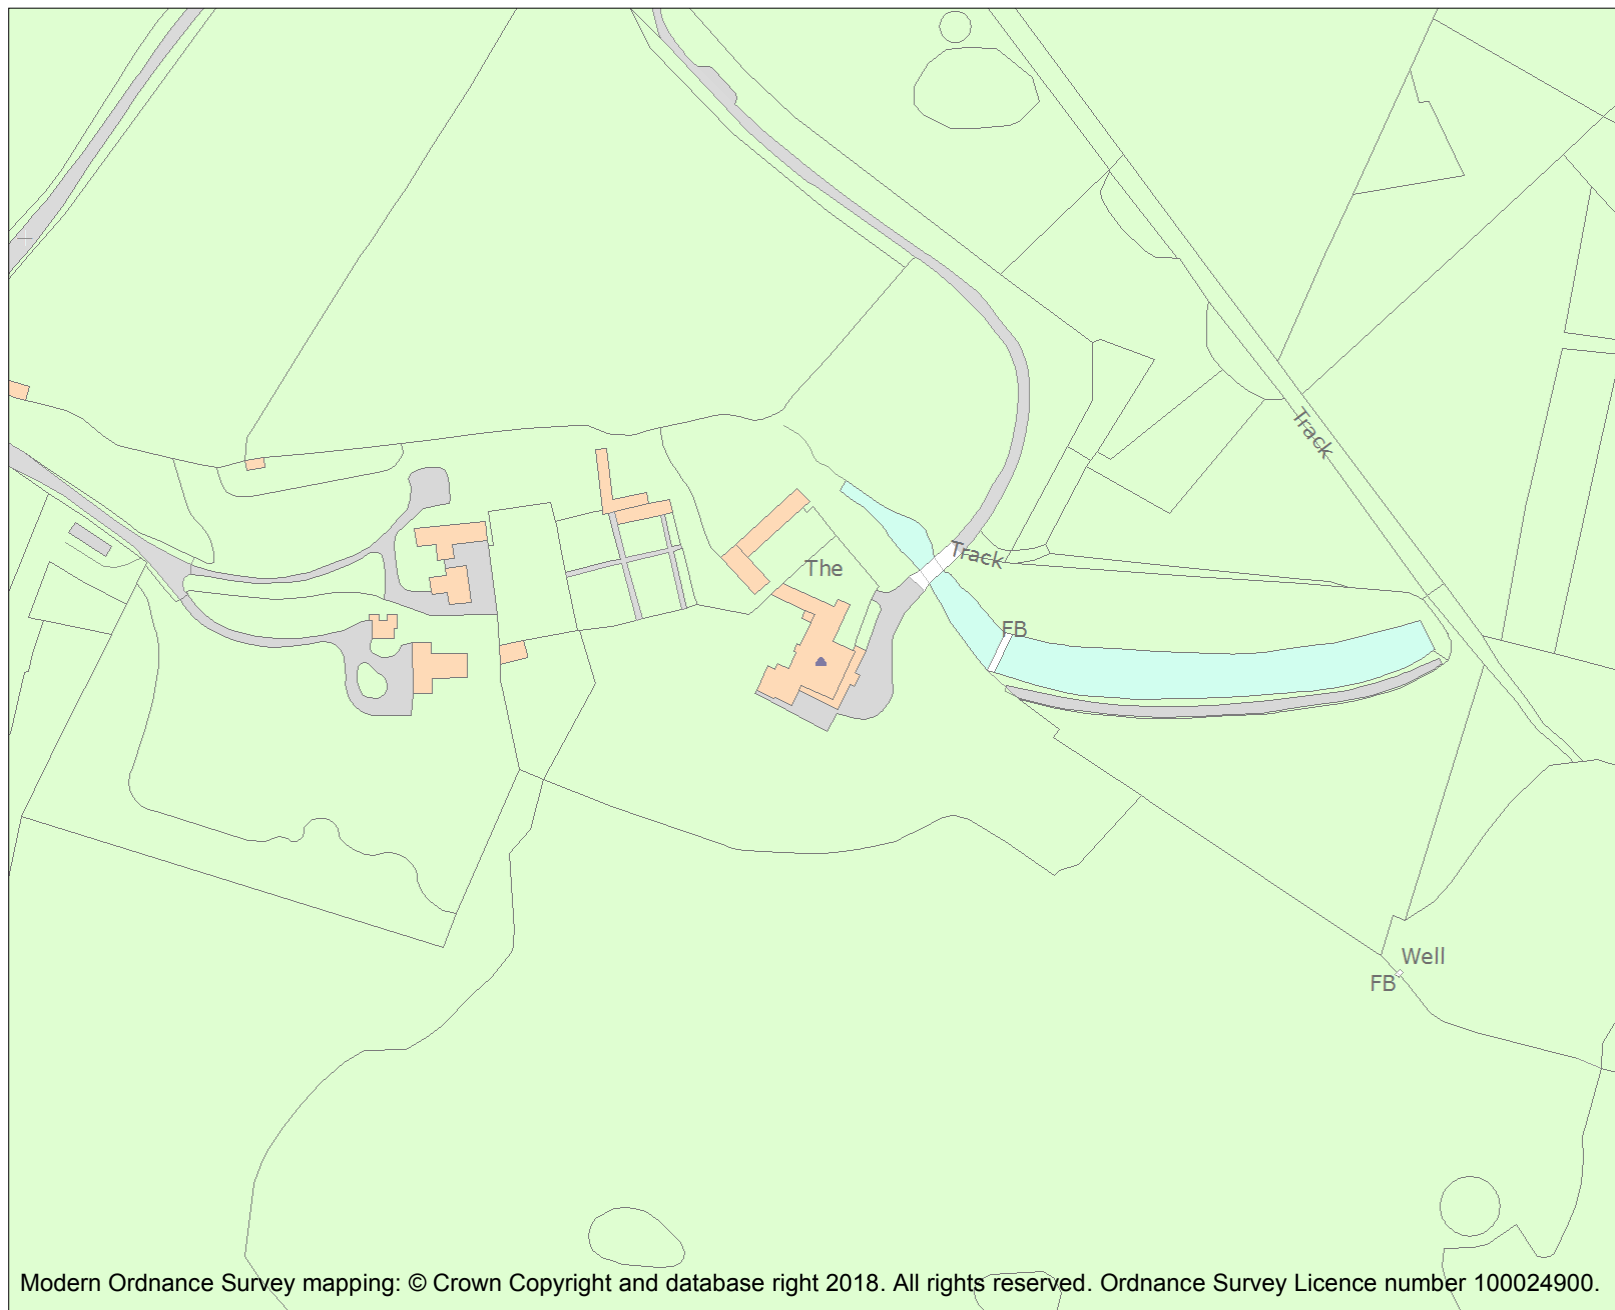 Track
Track
The
FB
Well
FB
Modern Ordnance Survey mapping: © Crown Copyright and database right 2018. All rights reserved. Ordnance Survey Licence number 100024900.